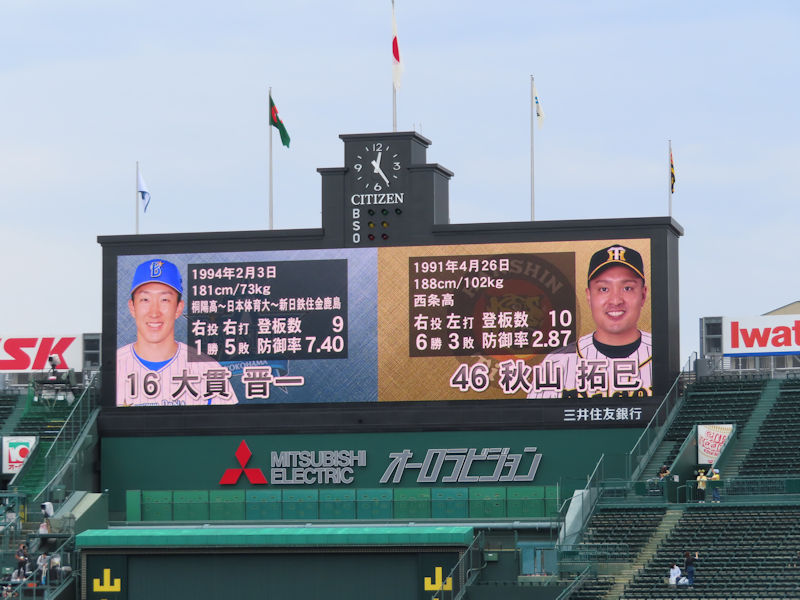 12
9 3
6
CITIZEN
B
S
O
1994年2月3日
181cm/73kg
桐陽高〜日本体育大〜新日鉄住金鹿島
右投 右打 登板数 9
1勝 5敗 防御率 7.40
16 大貫 晋一
1991年4月26日
188cm/102kg
西条高
右投 左打 登板数 10
6勝 3敗 防御率 2.87
46 秋山 拓巳
三井住友銀行
MITSUBISHI
ELECTRIC
オーロラビジョン
SK
Iwat